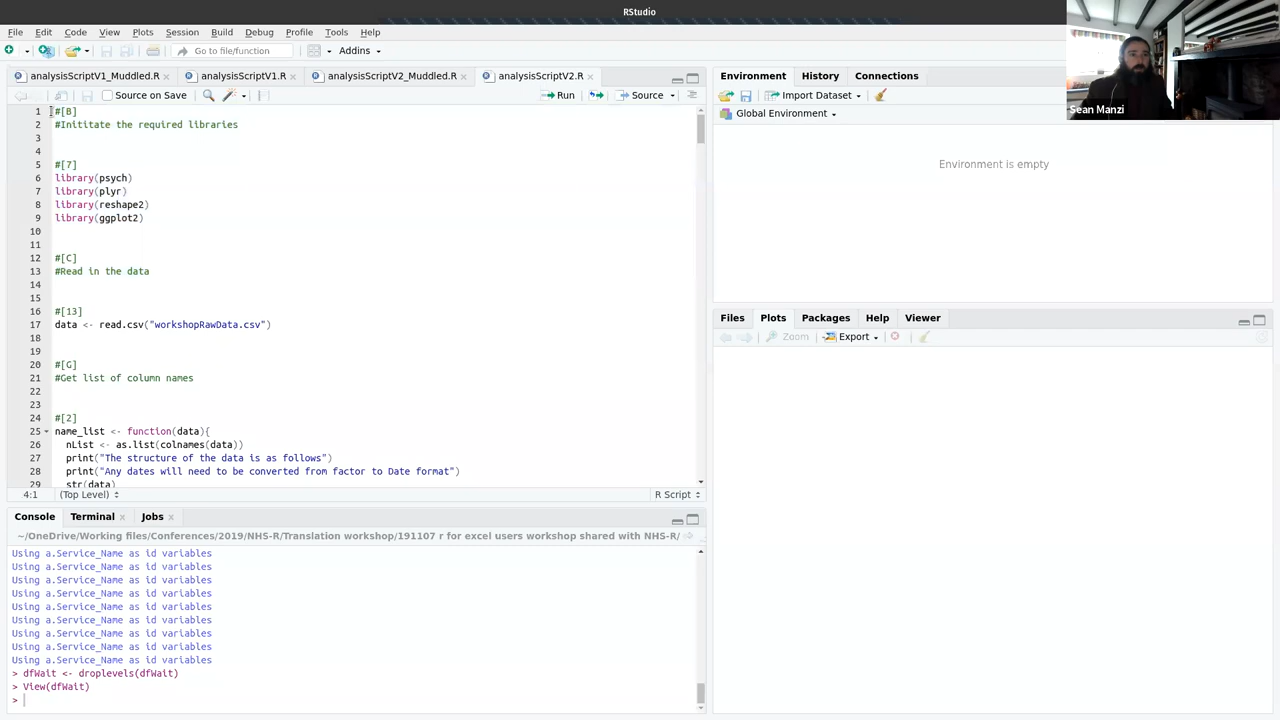 RStudio
File Edit Code View Plots Session Build Debug Profile Tools Help
Go to file/function Addins
analysisScriptV1_Muddled.R analysisScriptV1.R analysisScriptV2_Muddled.R analysisScriptV2.R
Source on Save Run Source
1 #[B]
2 #Inititate the required libraries
3
4
5 #[7]
6 library(psych)
7 library(plyr)
8 library(reshape2)
9 library(ggplot2)
10
11
12 #[C]
13 #Read in the data
14
15
16 #[13]
17 data <- read.csv("workshopRawData.csv")
18
19
20 #[G]
21 #Get list of column names
22
23
24 #[2]
25 name_list <- function(data){
26 nList <- as.list(colnames(data))
27 print("The structure of the data is as follows")
28 print("Any dates will need to be converted from factor to Date format")
29 str(data)
4:1 (Top Level) R Script
Console Terminal Jobs
~/OneDrive/Working files/Conferences/2019/NHS-R/Translation workshop/191107 r for excel users workshop shared with NHS-R/
Using a.Service_Name as id variables
Using a.Service_Name as id variables
Using a.Service_Name as id variables
Using a.Service_Name as id variables
Using a.Service_Name as id variables
Using a.Service_Name as id variables
Using a.Service_Name as id variables
Using a.Service_Name as id variables
Using a.Service_Name as id variables
> dfWait <- droplevels(dfWait)
> View(dfWait)
>
Environment History Connections
Import Dataset
Global Environment
Environment is empty
Files Plots Packages Help Viewer
Zoom Export
Sean Manzi